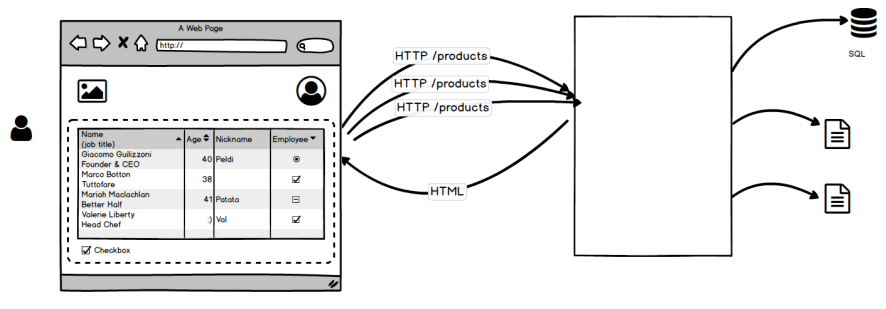 A Web Page
http://
Name
(job title)
Age
Nickname
Employee
Giacomo Guilizzoni
Founder & CEO
40
Peldi
Marco Botton
Tuttofare
38
Mariah Maclachlan
Better Half
41
Patata
Valerie Liberty
Head Chef
:)
Val
Checkbox
HTTP /products
HTTP /products
HTTP /products
HTML
SQL